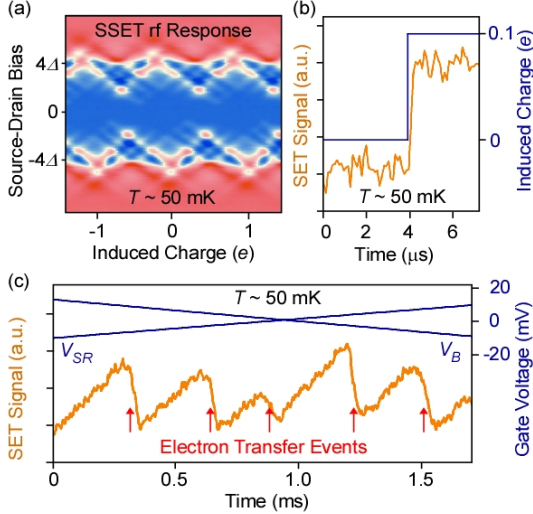 (a)
SSET rf Response
Source-Drain Bias
4Δ
0
-4Δ
T ~ 50 mK
-1
0
1
Induced Charge (e)
(b)
SET Signal (a.u.)
0.1
0
Induced Charge (e)
T ~ 50 mK
0
2
4
6
Time (μs)
(c)
T ~ 50 mK
SET Signal (a.u.)
V_SR
V_B
20
0
-20
Gate Voltage (mV)
Electron Transfer Events
0
0.5
1.0
1.5
Time (ms)